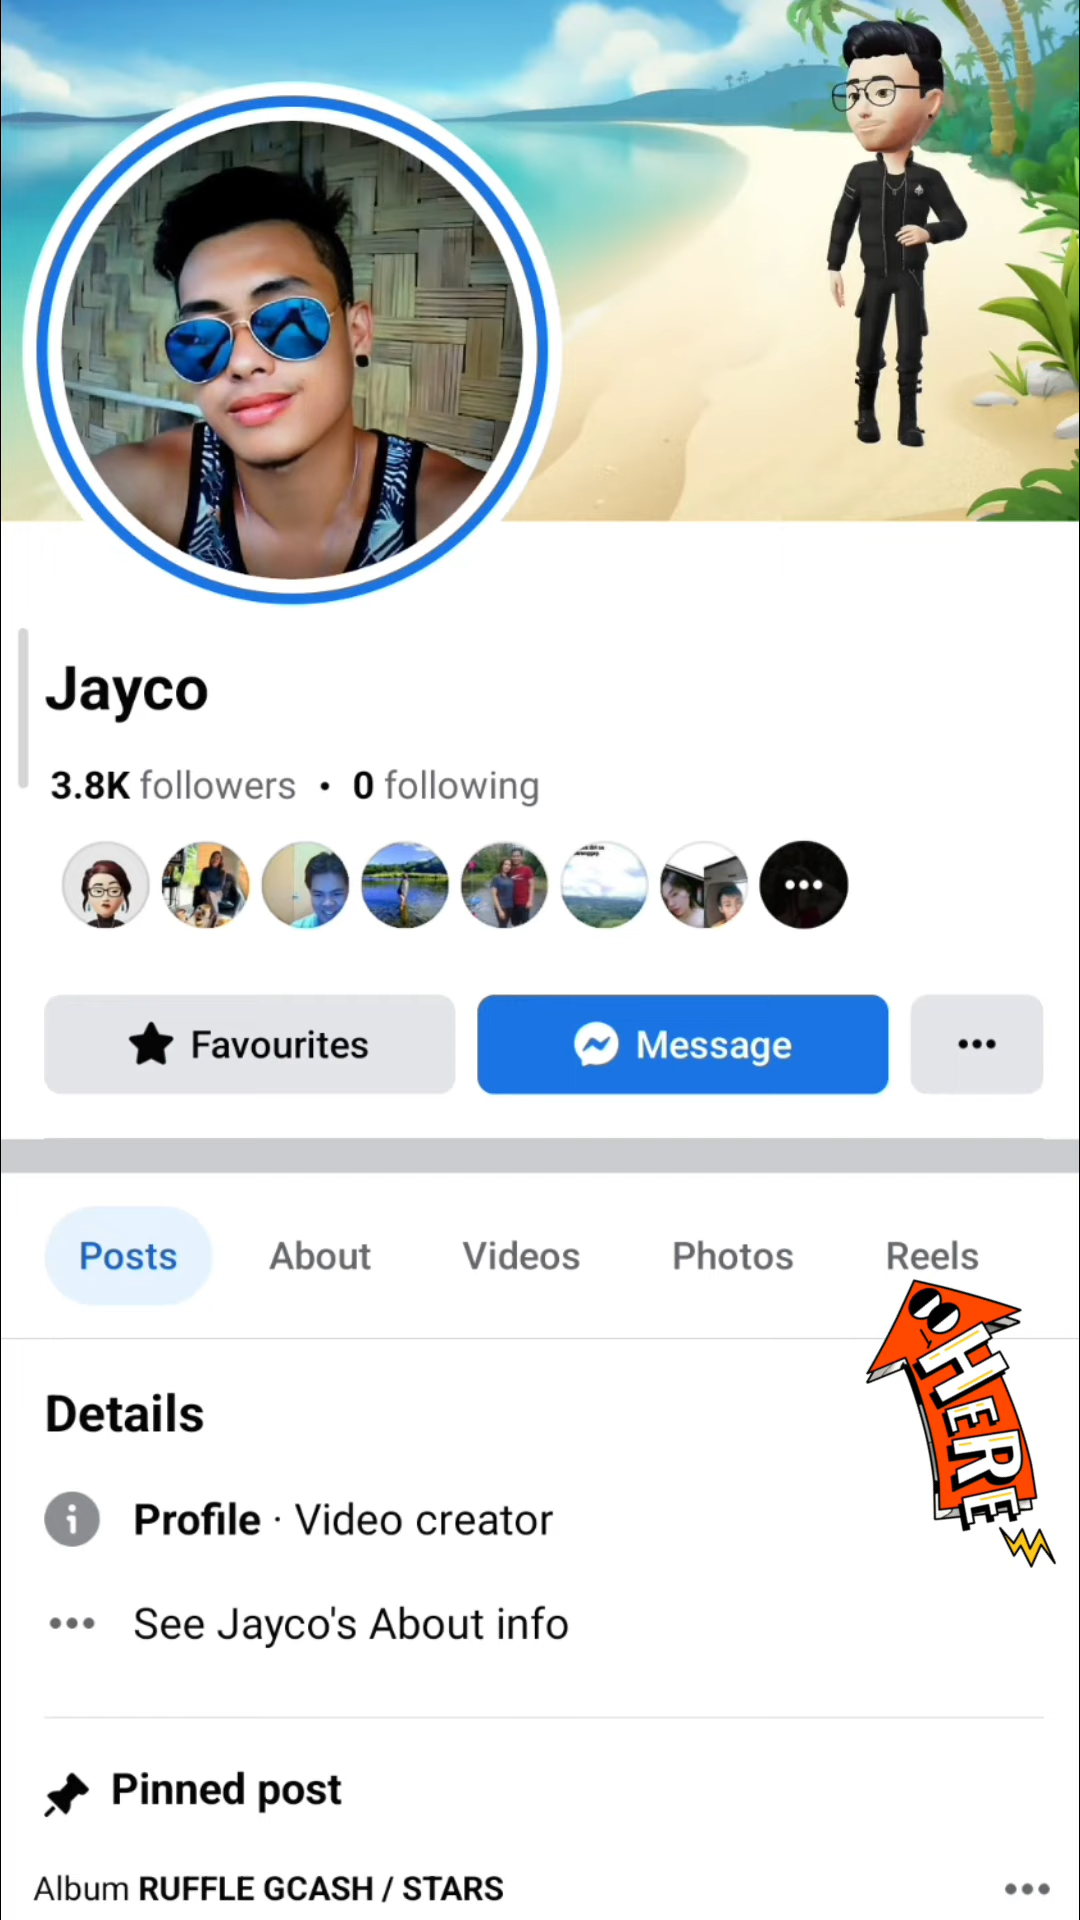 Jayco
3.8K followers • 0 following
Favourites
Message
Posts
About
Videos
Photos
Reels
HERE
Details
Profile · Video creator
See Jayco's About info
Pinned post
Album RUFFLE GCASH / STARS